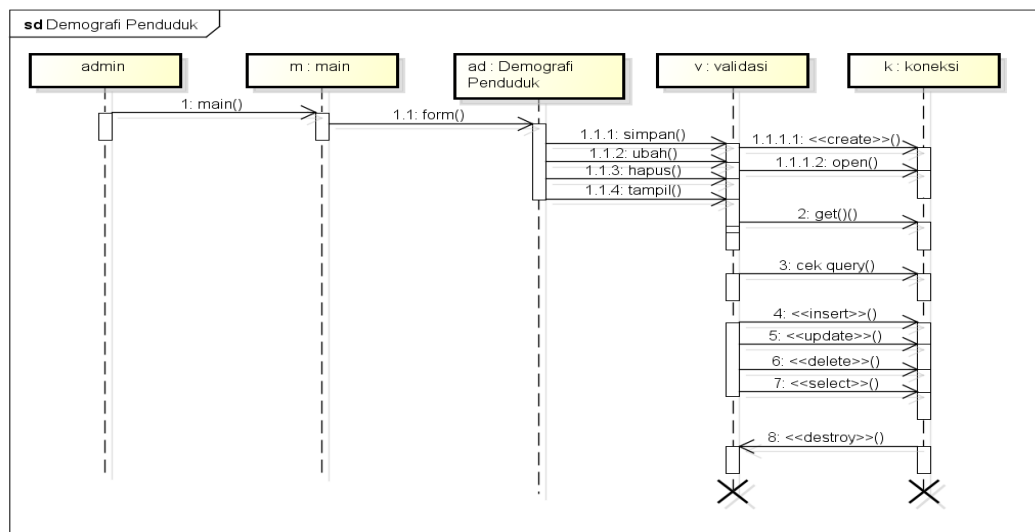 sd Demografi Penduduk
admin
m : main
ad : Demografi
Penduduk
v : validasi
k : koneksi
1: main()
1.1: form()
1.1.1: simpan()
1.1.2: ubah()
1.1.3: hapus()
1.1.4: tampil()
1.1.1.1: <<create>>()
1.1.1.2: open()
2: get()()
3: cek query()
4: <<insert>>()
5: <<update>>()
6: <<delete>>()
7: <<select>>()
8: <<destroy>>()